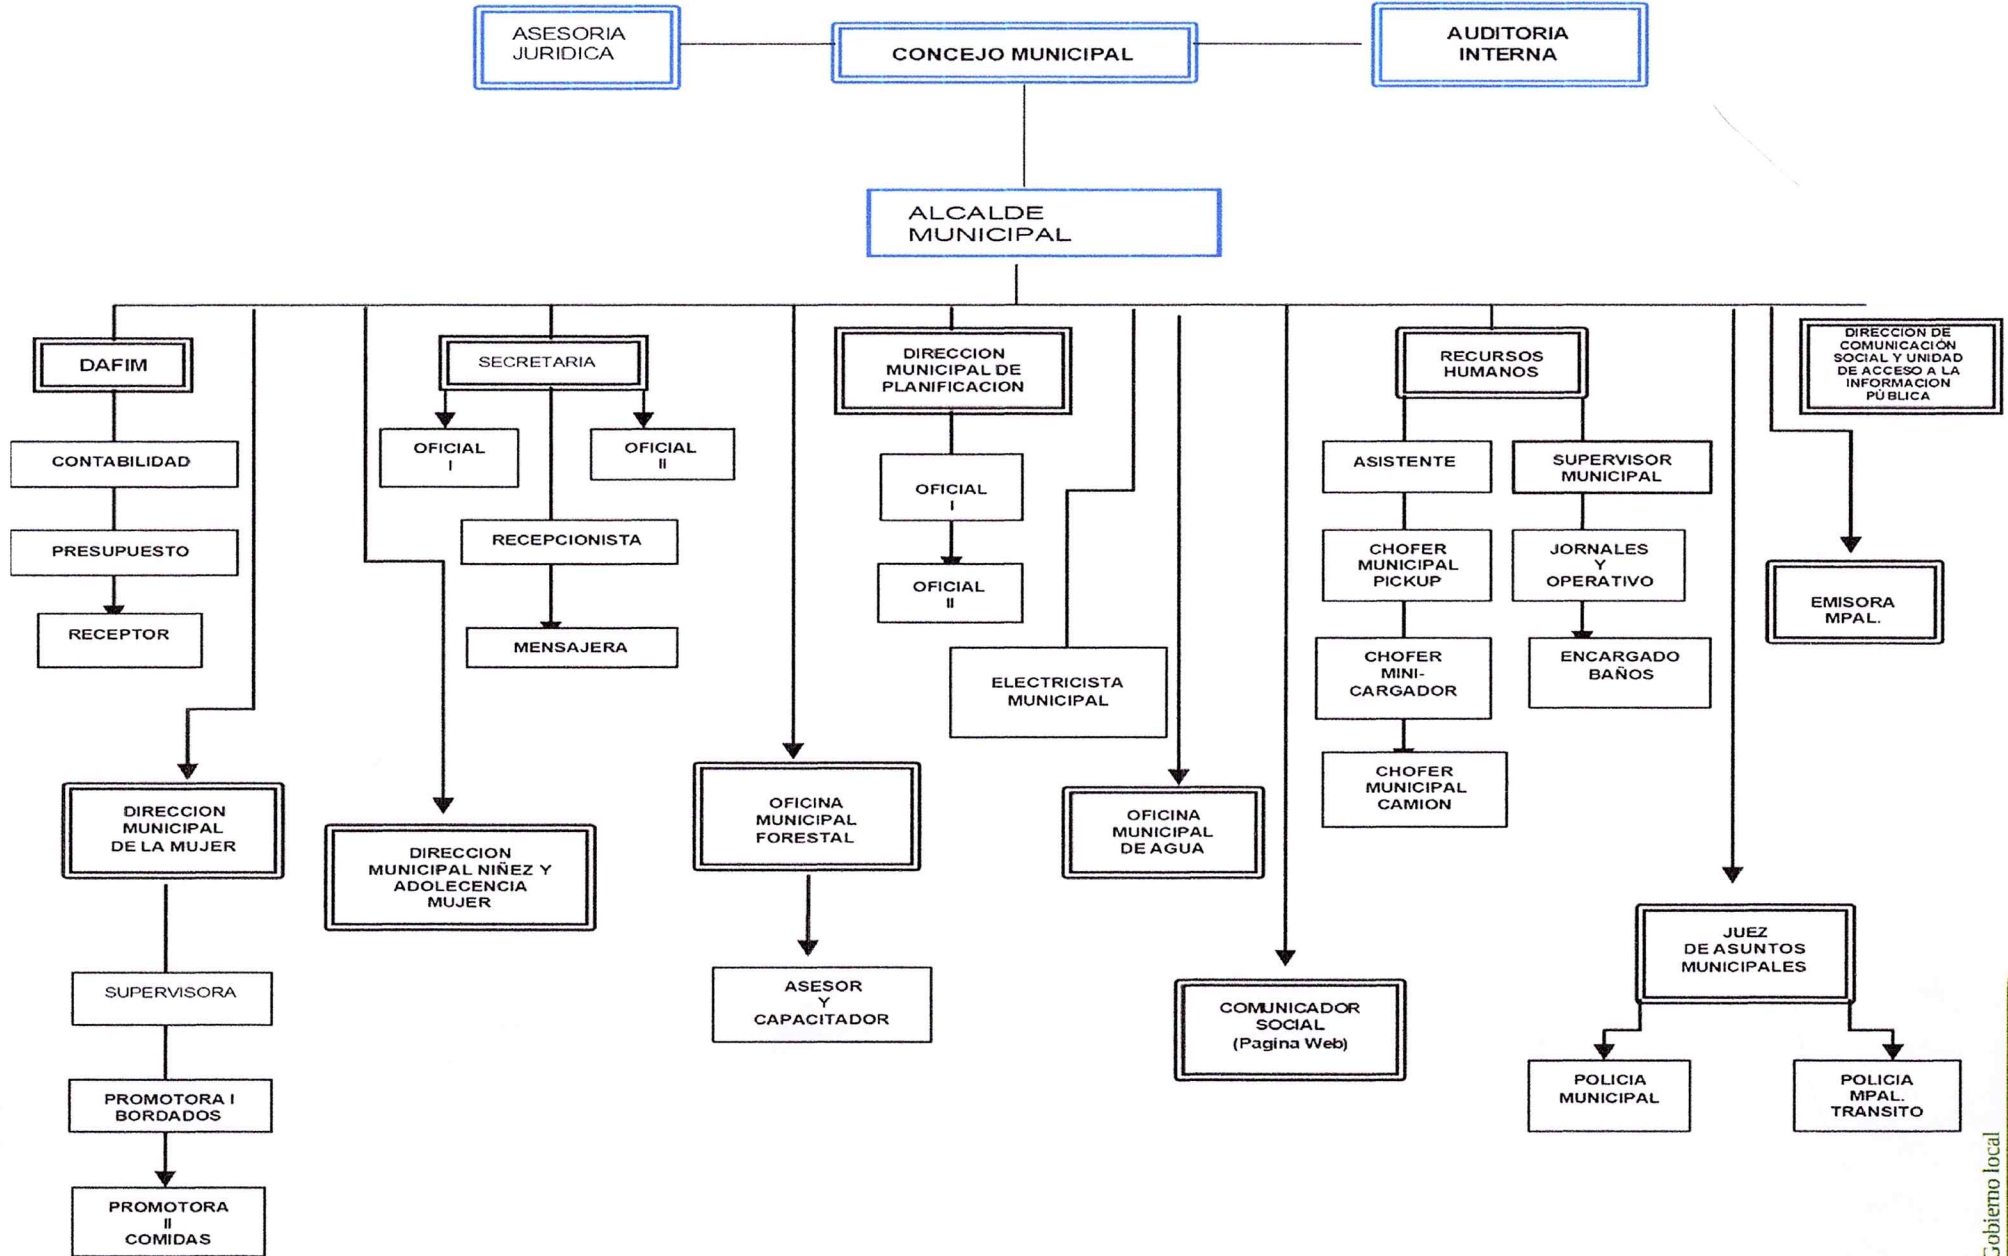 ASESORIA
JURIDICA
CONCEJO MUNICIPAL
AUDITORIA
INTERNA
ALCALDE
MUNICIPAL
DAFIM
CONTABILIDAD
PRESUPUESTO
RECEPTOR
DIRECCION
MUNICIPAL
DE LA MUJER
SUPERVISORA
PROMOTORA I
BORDADOS
PROMOTORA
II
COMIDAS
DIRECCION
MUNICIPAL NIÑEZ Y
ADOLECENCIA
MUJER
SECRETARIA
OFICIAL
I
OFICIAL
II
RECEPCIONISTA
MENSAJERA
OFICINA
MUNICIPAL
FORESTAL
ASESOR
Y
CAPACITADOR
DIRECCION
MUNICIPAL DE
PLANIFICACION
OFICIAL
I
OFICIAL
II
ELECTRICISTA
MUNICIPAL
OFICINA
MUNICIPAL
DE AGUA
COMUNICADOR
SOCIAL
(Pagina Web)
RECURSOS
HUMANOS
ASISTENTE
CHOFER
MUNICIPAL
PICKUP
CHOFER
MINI-
CARGADOR
CHOFER
MUNICIPAL
CAMION
SUPERVISOR
MUNICIPAL
JORNALES
Y
OPERATIVO
ENCARGADO
BAÑOS
JUEZ
DE ASUNTOS
MUNICIPALES
POLICIA
MUNICIPAL
POLICIA
MPAL.
TRANSITO
EMISORA
MPAL.
DIRECCION DE
COMUNICACIÓN
SOCIAL Y UNIDAD
DE ACCESO A LA
INFORMACION
PÚBLICA
Gobierno local